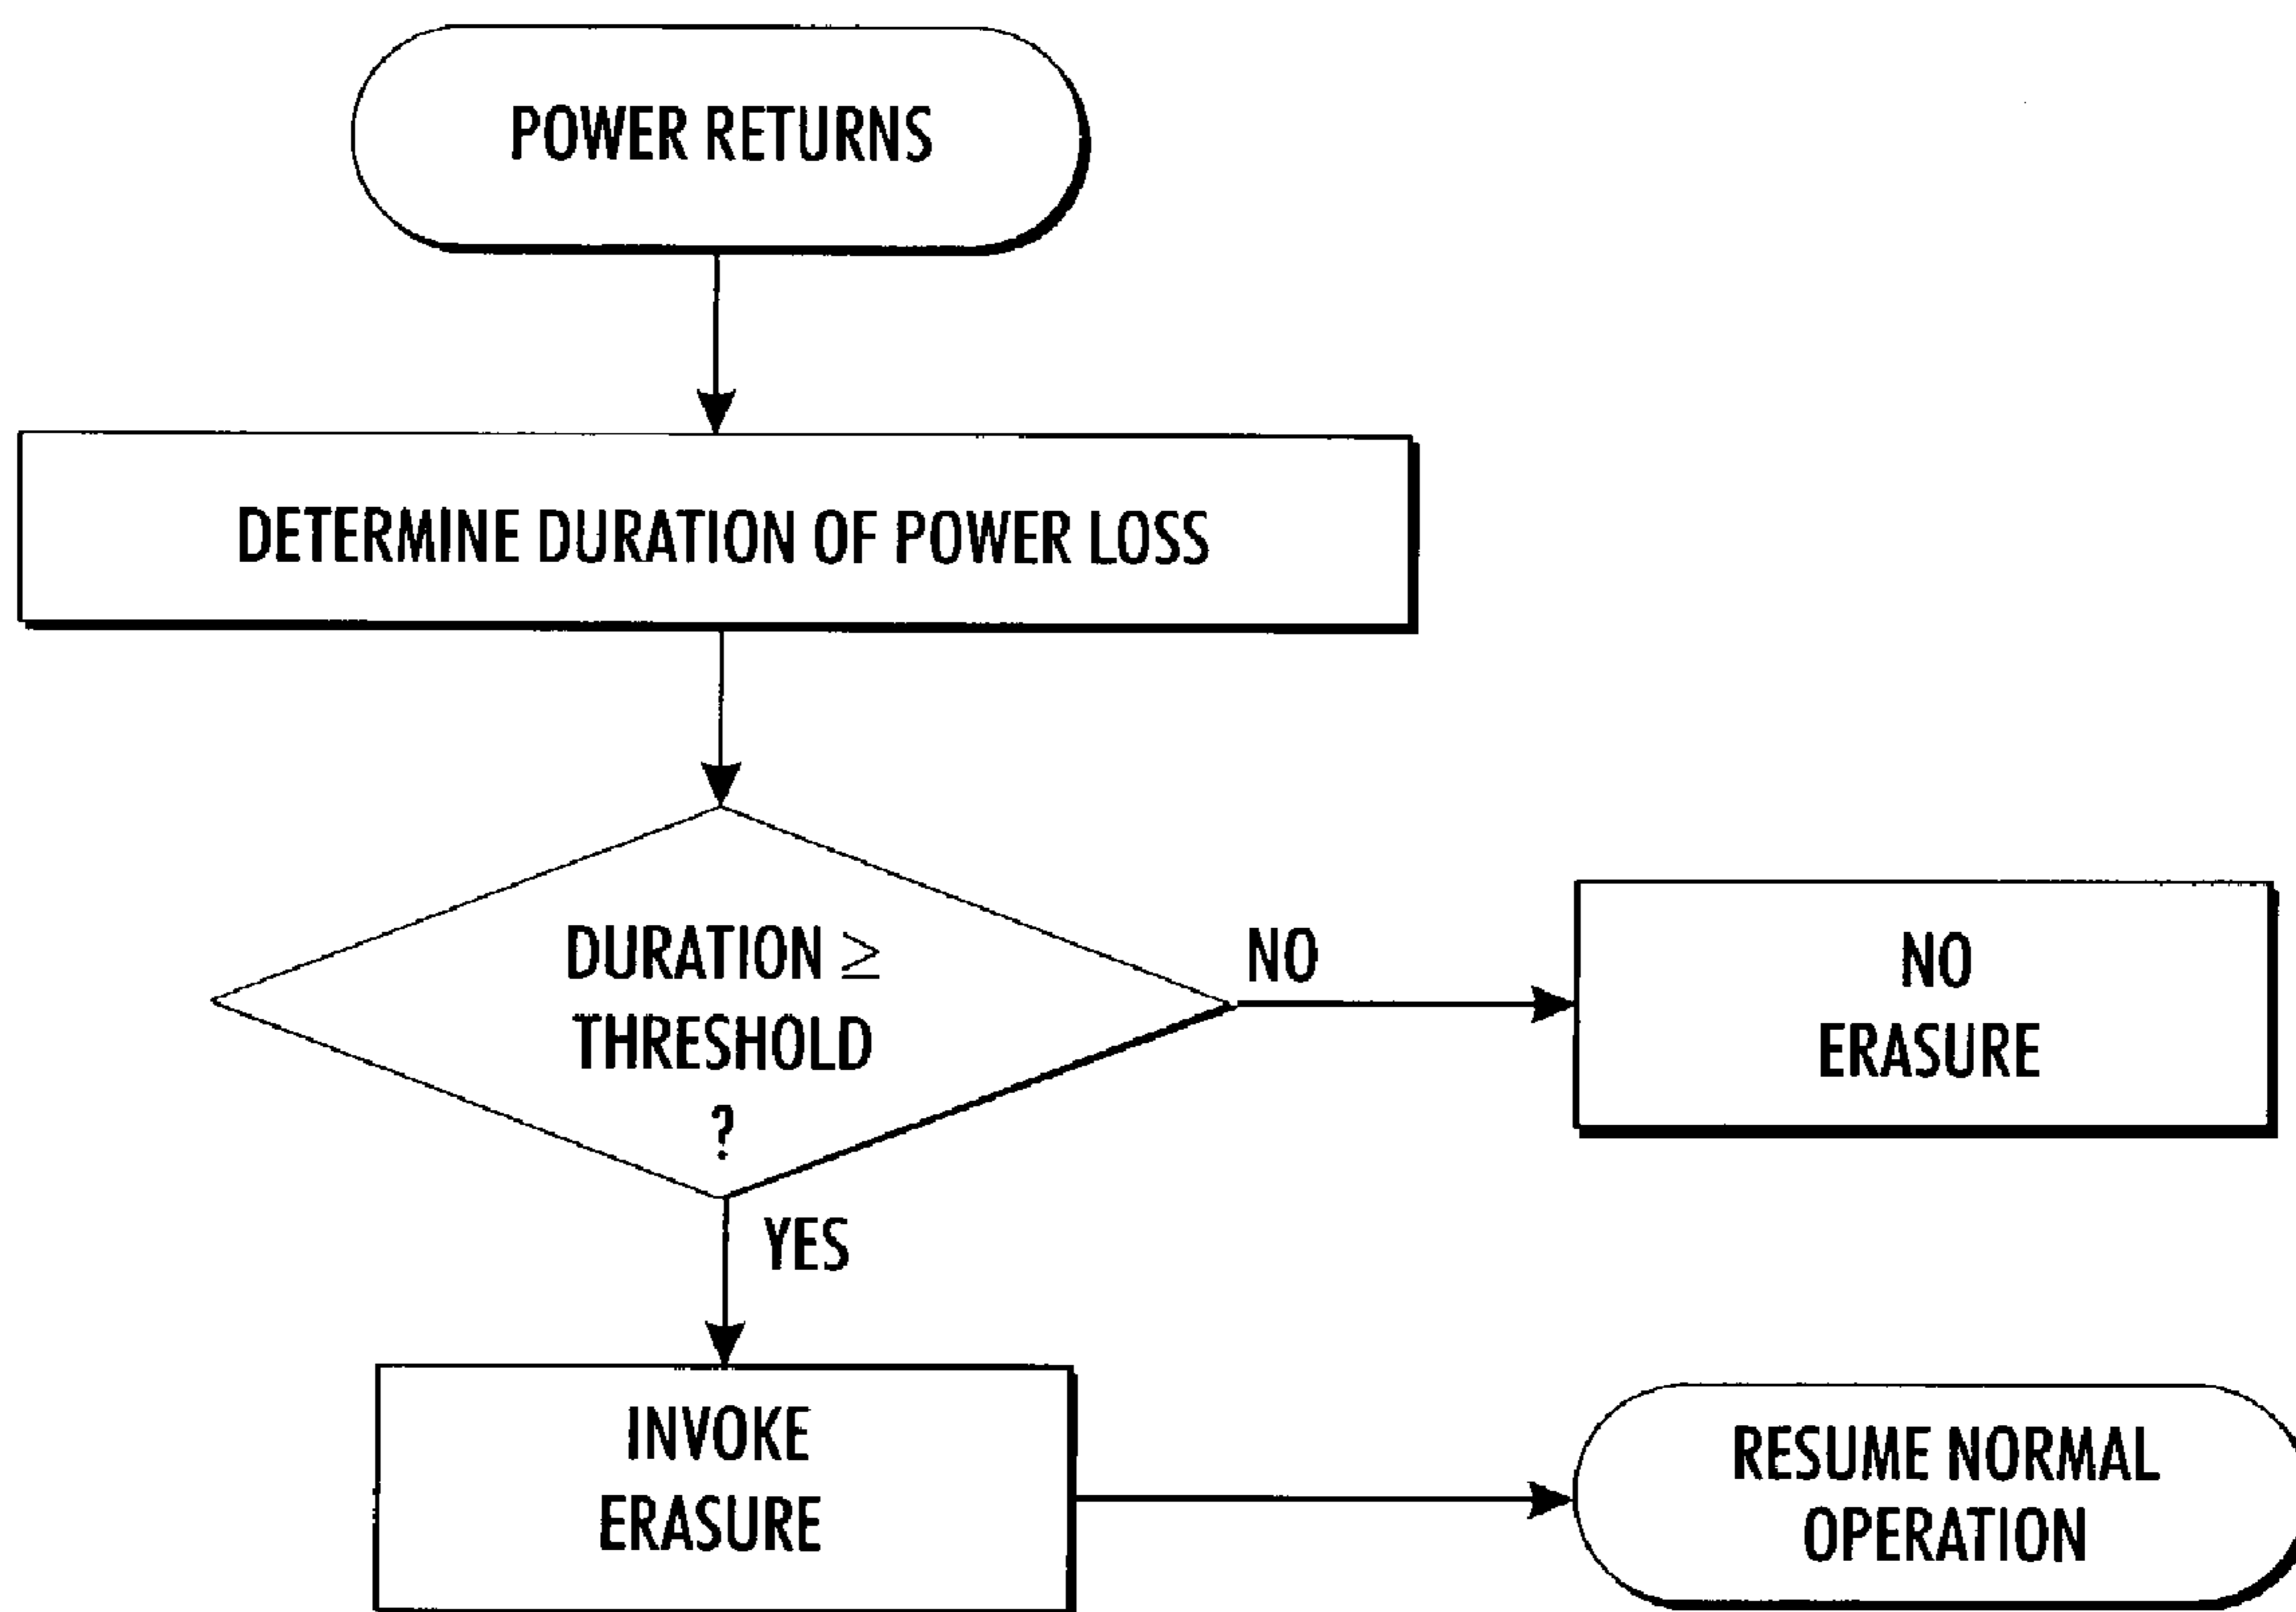 POWER RETURNS
DETERMINE DURATION OF POWER LOSS
DURATION ≥
THRESHOLD
?
NO
NO
ERASURE
YES
INVOKE
ERASURE
RESUME NORMAL
OPERATION